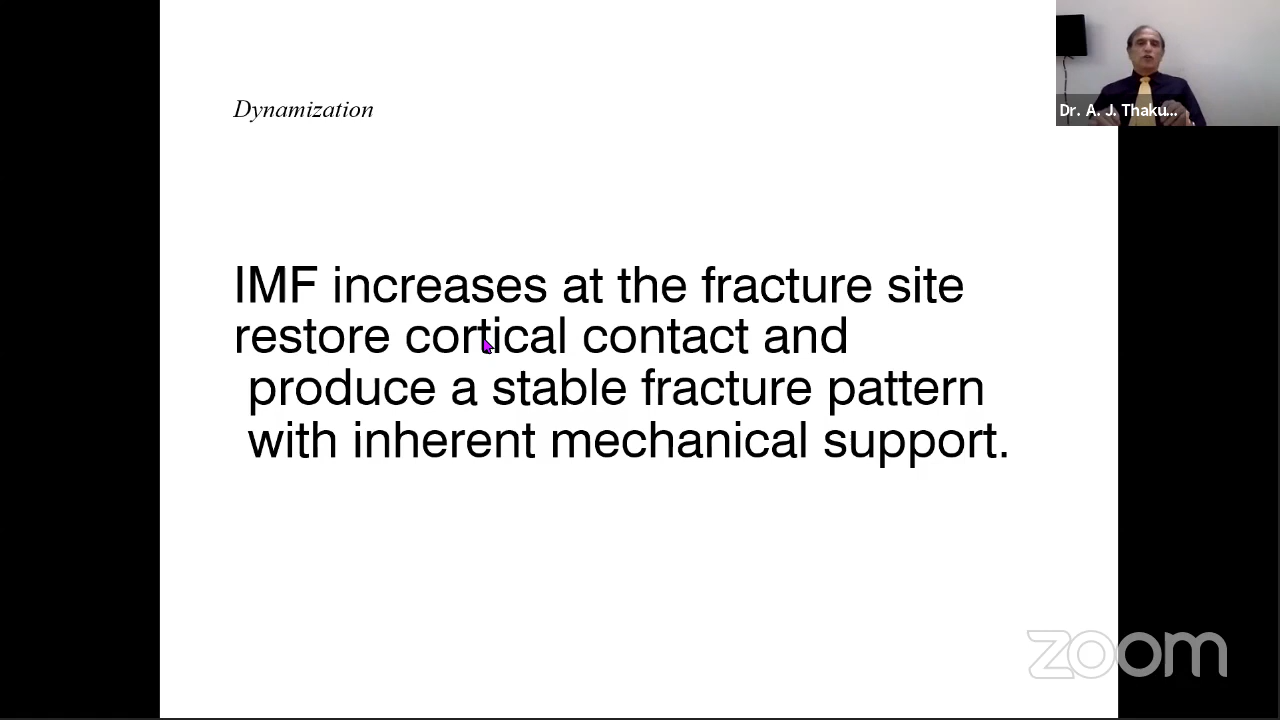 Dynamization
Dr. A. J. Thaku...
IMF increases at the fracture site
restore cortical contact and
produce a stable fracture pattern
with inherent mechanical support.
zoom